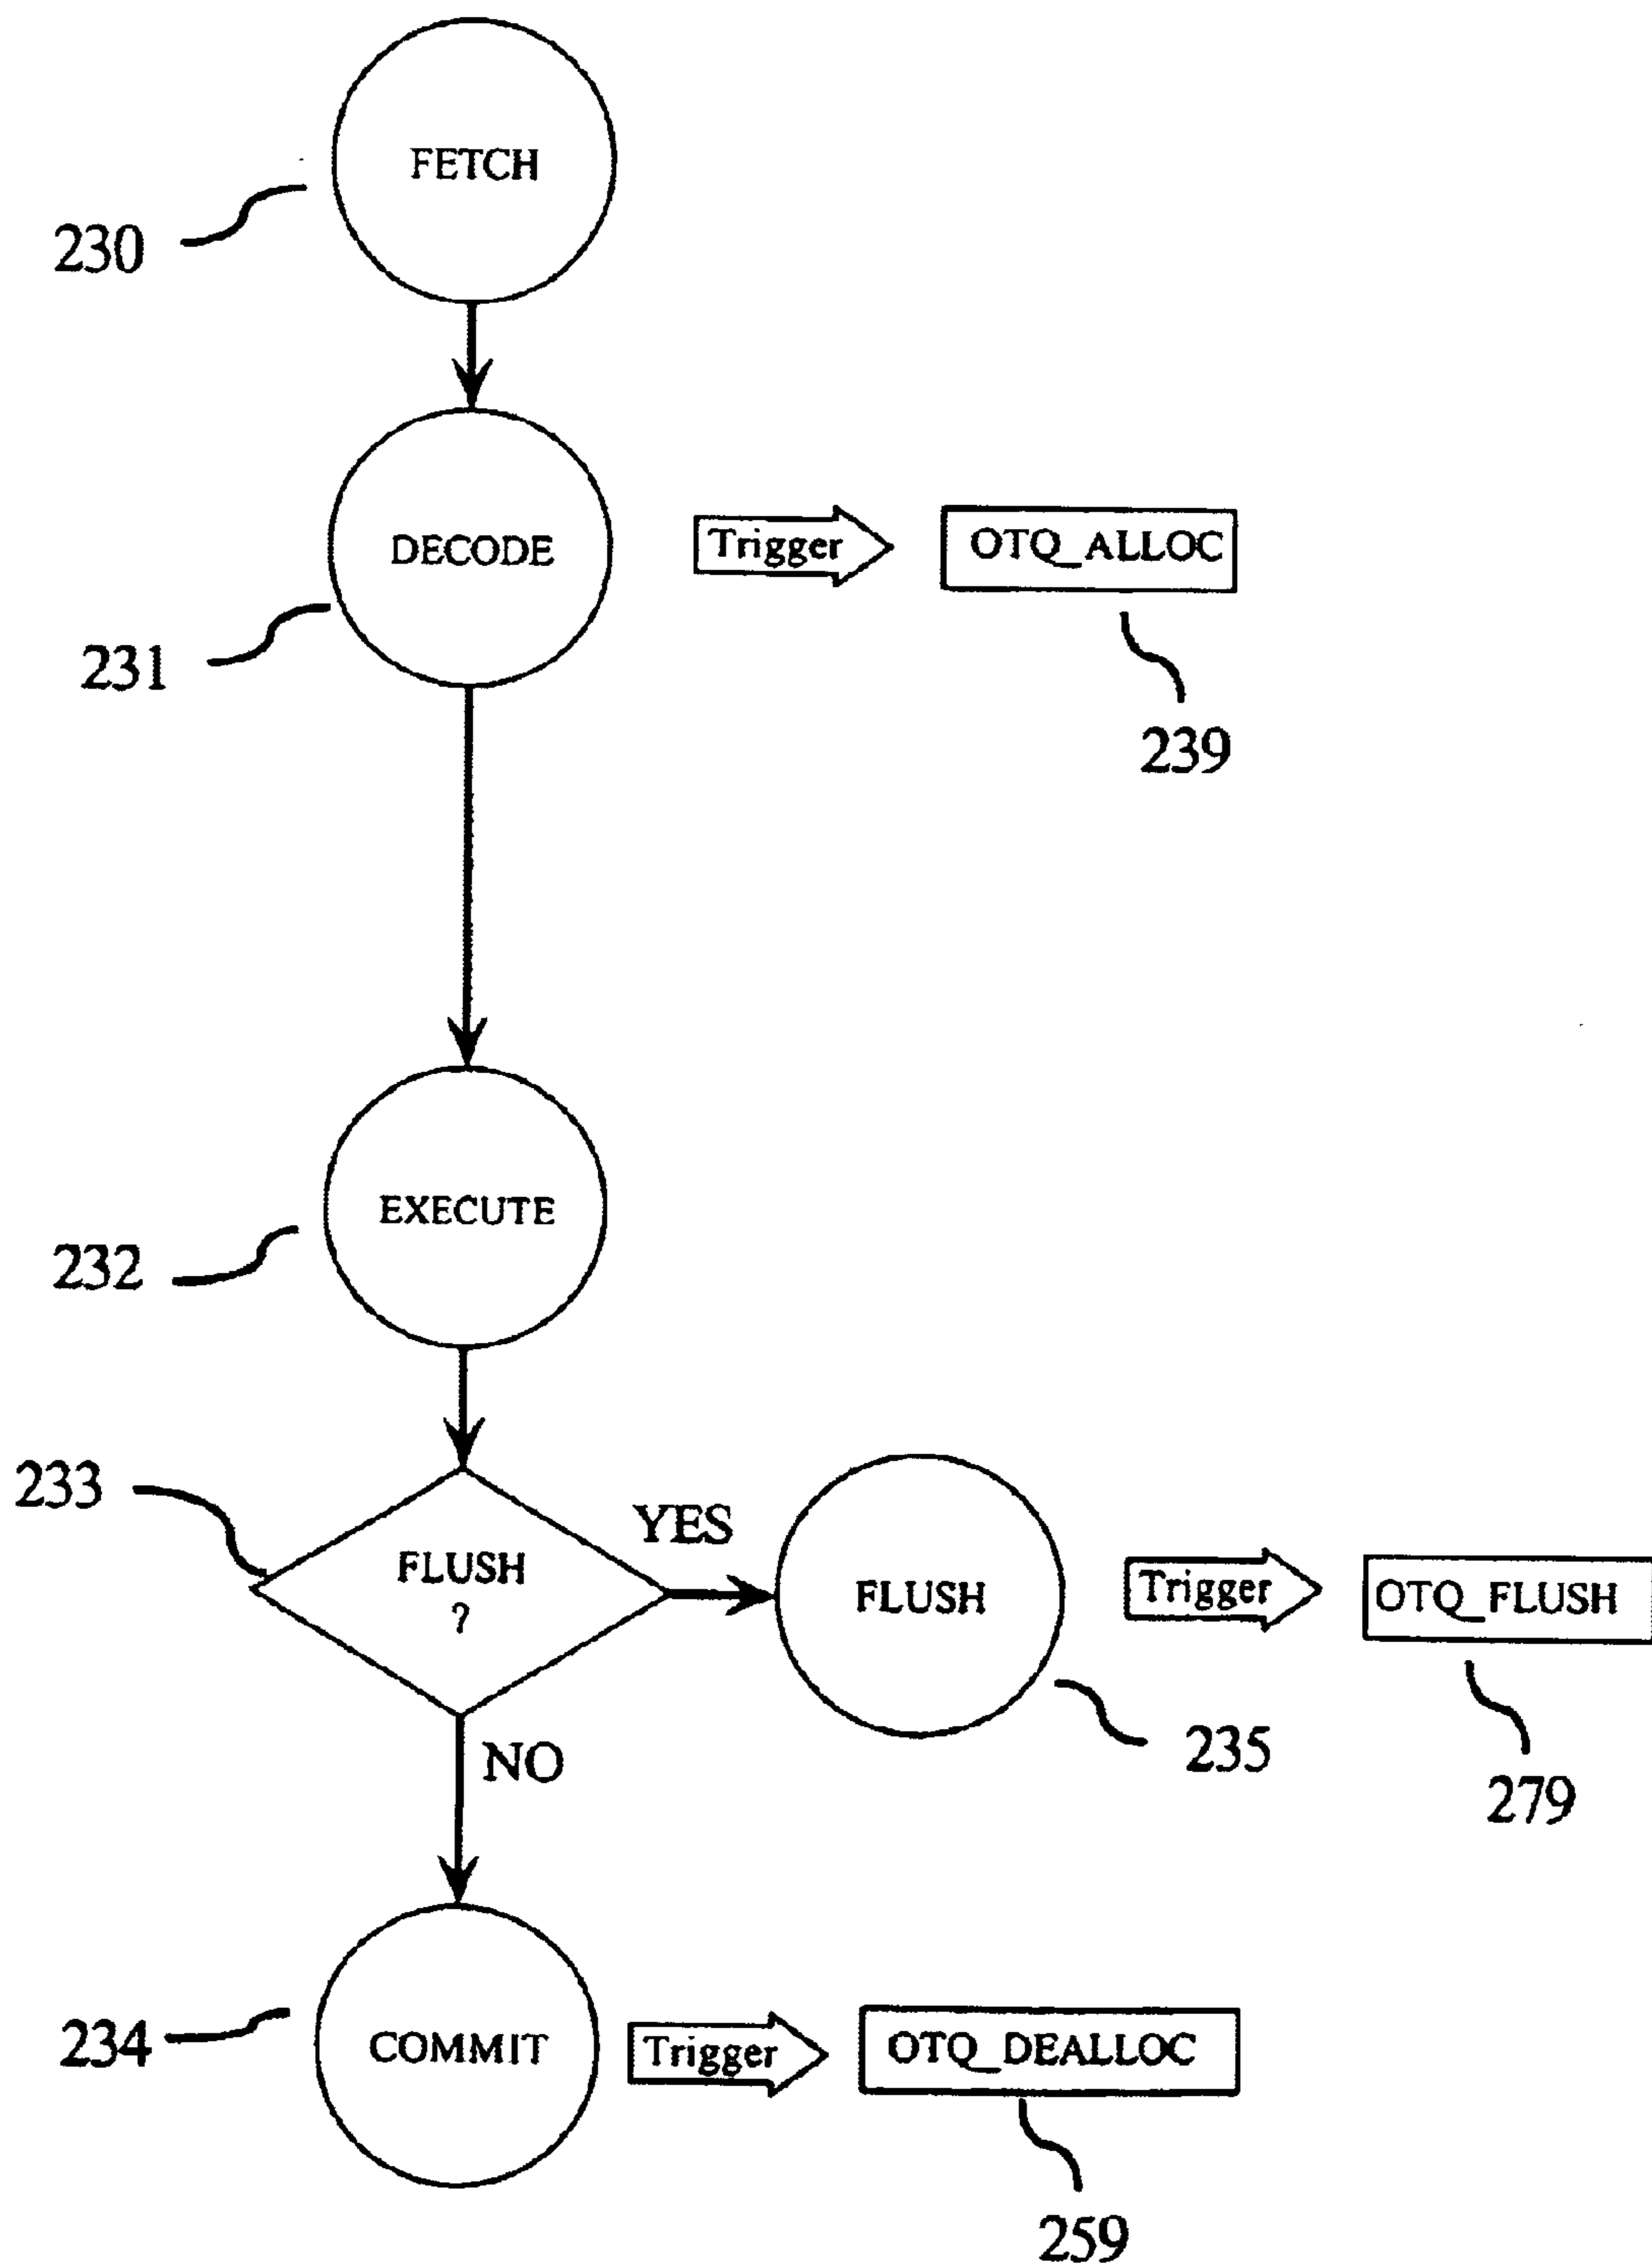 FETCH
230
DECODE
Trigger
OTQ_ALLOC
231
239
EXECUTE
232
233
FLUSH
?
YES
FLUSH
Trigger
OTQ_FLUSH
235
279
NO
COMMIT
234
Trigger
OTQ_DEALLOC
259